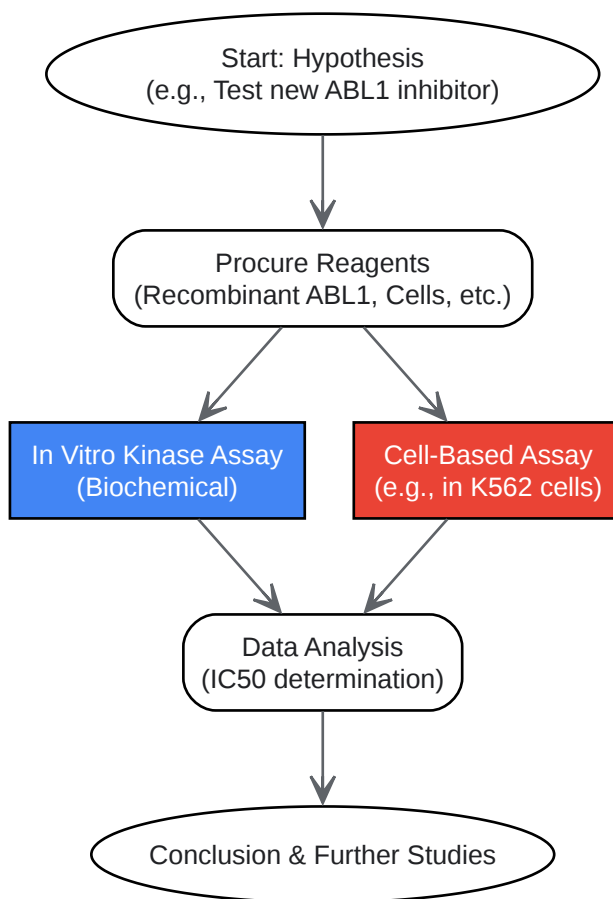 Start: Hypothesis
(e.g., Test new ABL1 inhibitor)
Procure Reagents
(Recombinant ABL1, Cells, etc.)
In Vitro Kinase Assay
(Biochemical)
Cell-Based Assay
(e.g., in K562 cells)
Data Analysis
(IC50 determination)
Conclusion & Further Studies